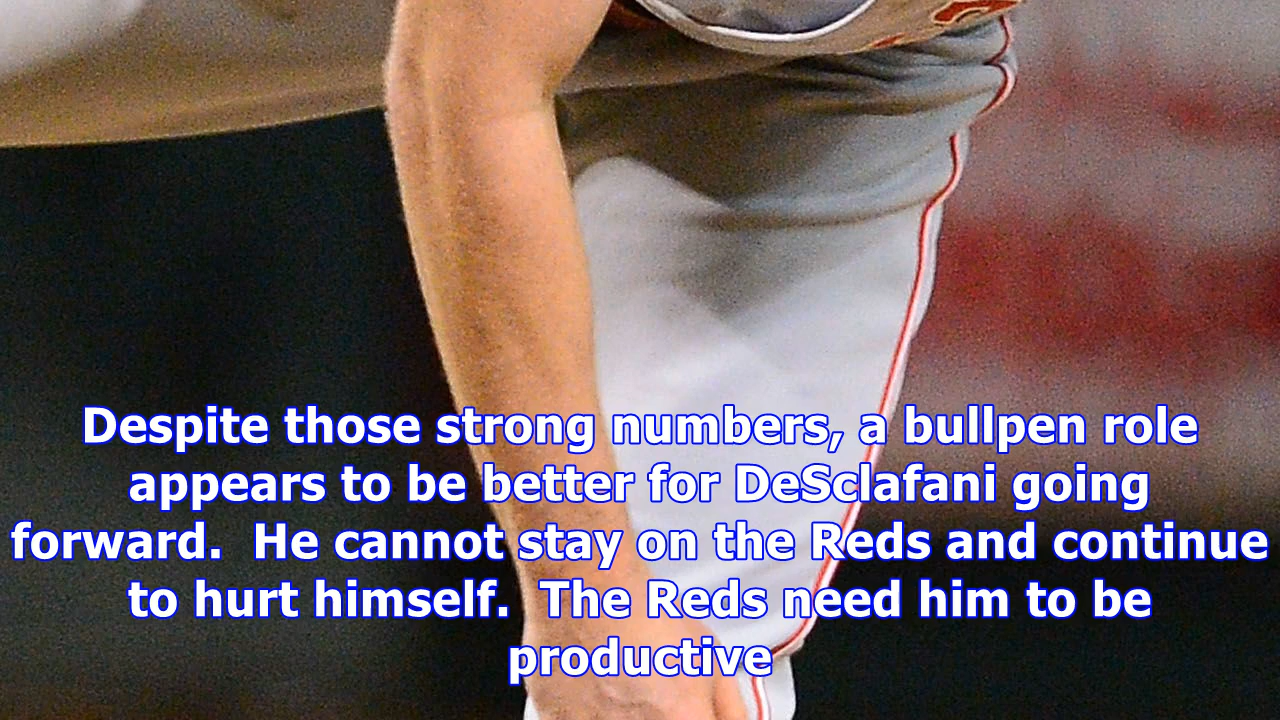 Despite those strong numbers, a bullpen role
appears to be better for DeSclafani going
forward.  He cannot stay on the Reds and continue
to hurt himself.  The Reds need him to be
productive